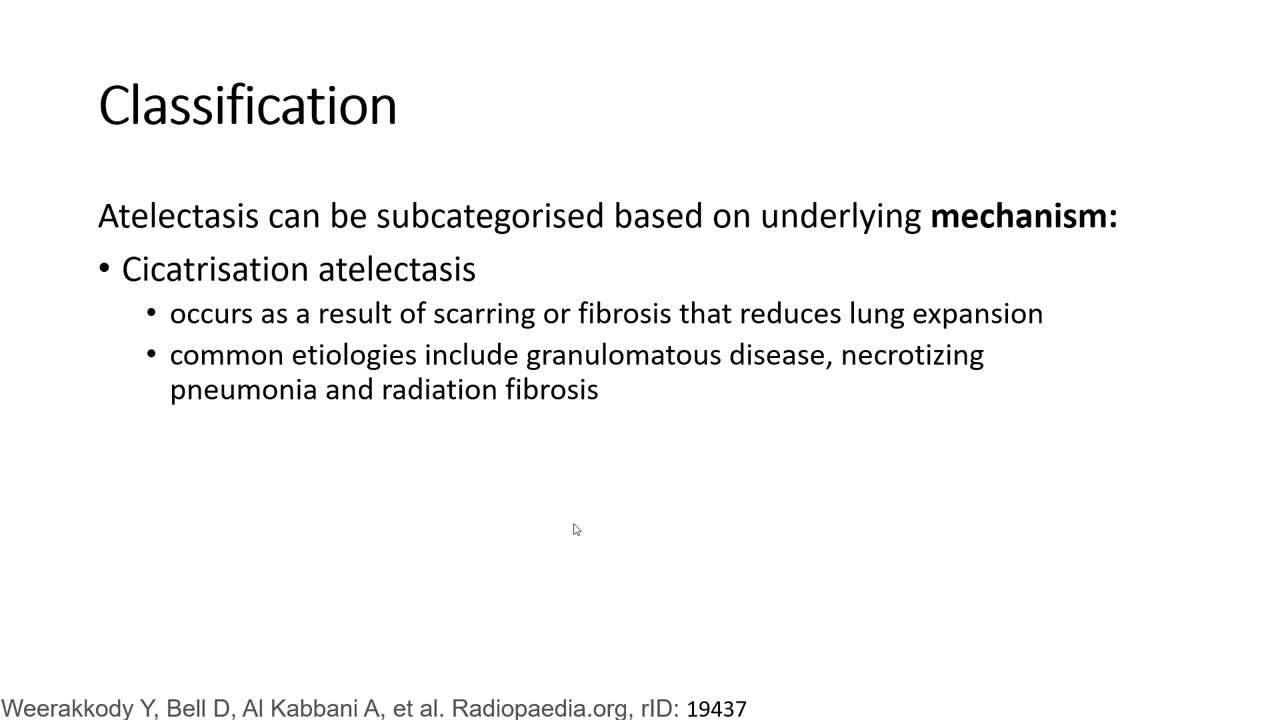 Classification
Atelectasis can be subcategorised based on underlying mechanism:
• Cicatrisation atelectasis
• occurs as a result of scarring or fibrosis that reduces lung expansion
• common etiologies include granulomatous disease, necrotizing
pneumonia and radiation fibrosis
Weerakkody Y, Bell D, Al Kabbani A, et al. Radiopaedia.org, rID: 19437